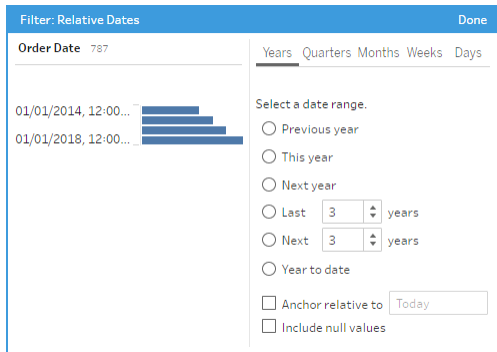 Filter: Relative Dates Done
Order Date 787
01/01/2014, 12:00...
01/01/2018, 12:00...
Years Quarters Months Weeks Days
Select a date range.
Previous year
This year
Next year
Last 3 years
Next 3 years
Year to date
Anchor relative to Today
Include null values